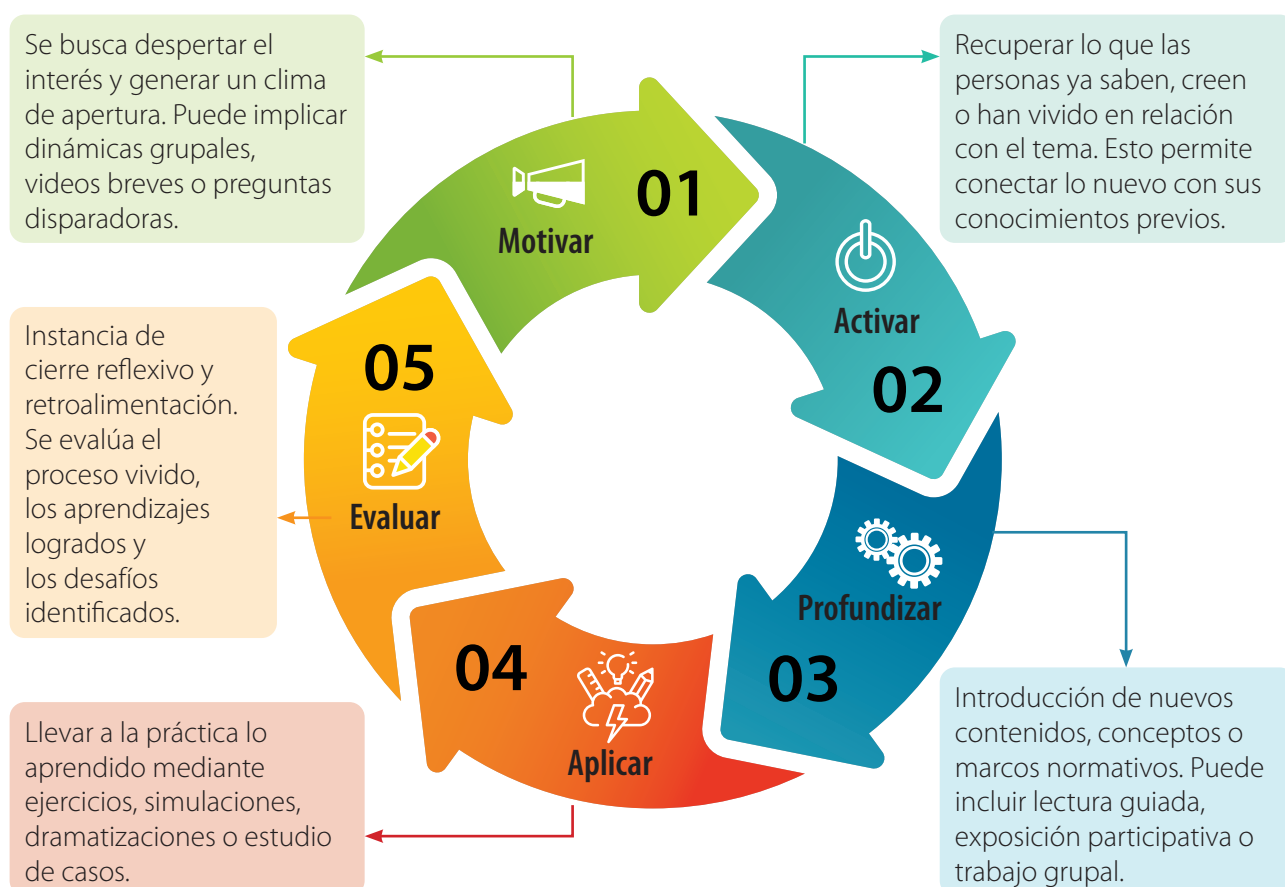 Se busca despertar el
interés y generar un clima
de apertura. Puede implicar
dinámicas grupales,
videos breves o preguntas
disparadoras.
01
Motivar
Recuperar lo que las
personas ya saben, creen
o han vivido en relación
con el tema. Esto permite
conectar lo nuevo con sus
conocimientos previos.
Activar
02
Profundizar
03
Introducción de nuevos
contenidos, conceptos o
marcos normativos. Puede
incluir lectura guiada,
exposición participativa o
trabajo grupal.
04
Aplicar
Llevar a la práctica lo
aprendido mediante
ejercicios, simulaciones,
dramatizaciones o estudio
de casos.
05
Evaluar
Instancia de
cierre reflexivo y
retroalimentación.
Se evalúa el
proceso vivido,
los aprendizajes
logrados y
los desafíos
identificados.